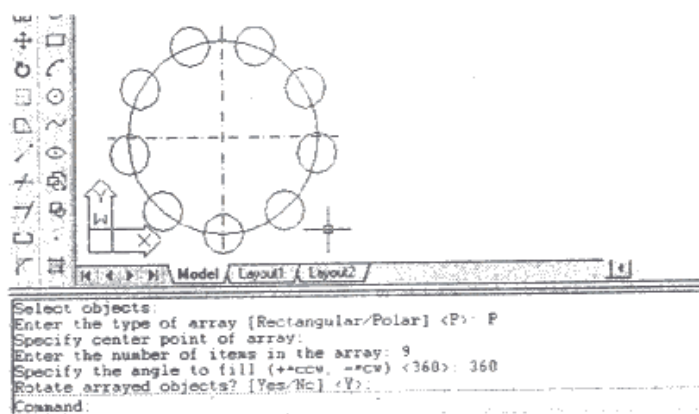 W
X
Model Layout1 Layout2
Select objects:
Enter the type of array [Rectangular/Polar] <P>: P
Specify center point of array:
Enter the number of items in the array: 9
Specify the angle to fill (+=ccw, -=cw) <360>: 360
Rotate arrayed objects? [Yes/No] <Y>:
Command: